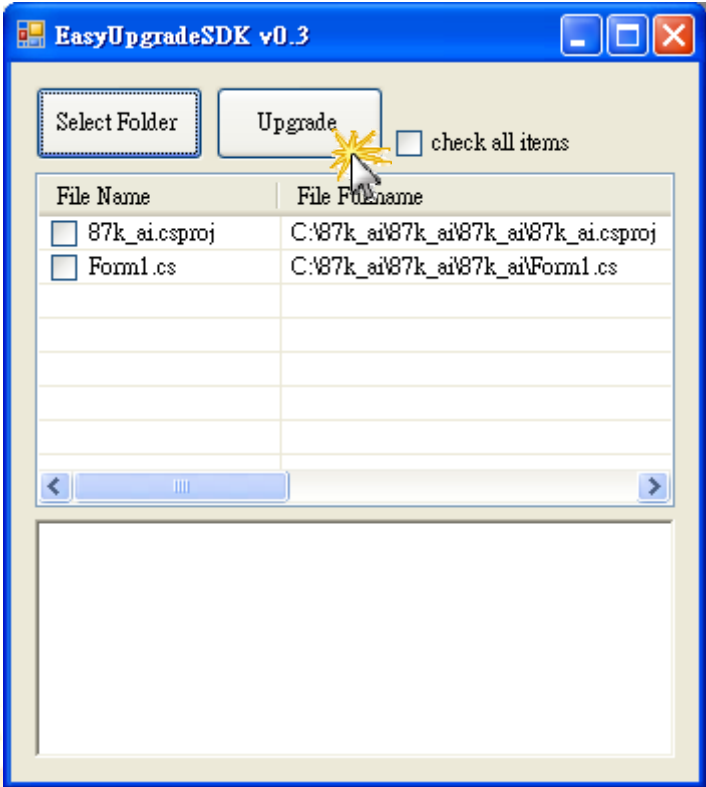 EasyUpgradeSDK v0.3
Select Folder Upgrade check all items
File Name File Fullname
87k_ai.csproj C:\87k_ai\87k_ai\87k_ai\87k_ai.csproj
Form1.cs C:\87k_ai\87k_ai\87k_ai\Form1.cs